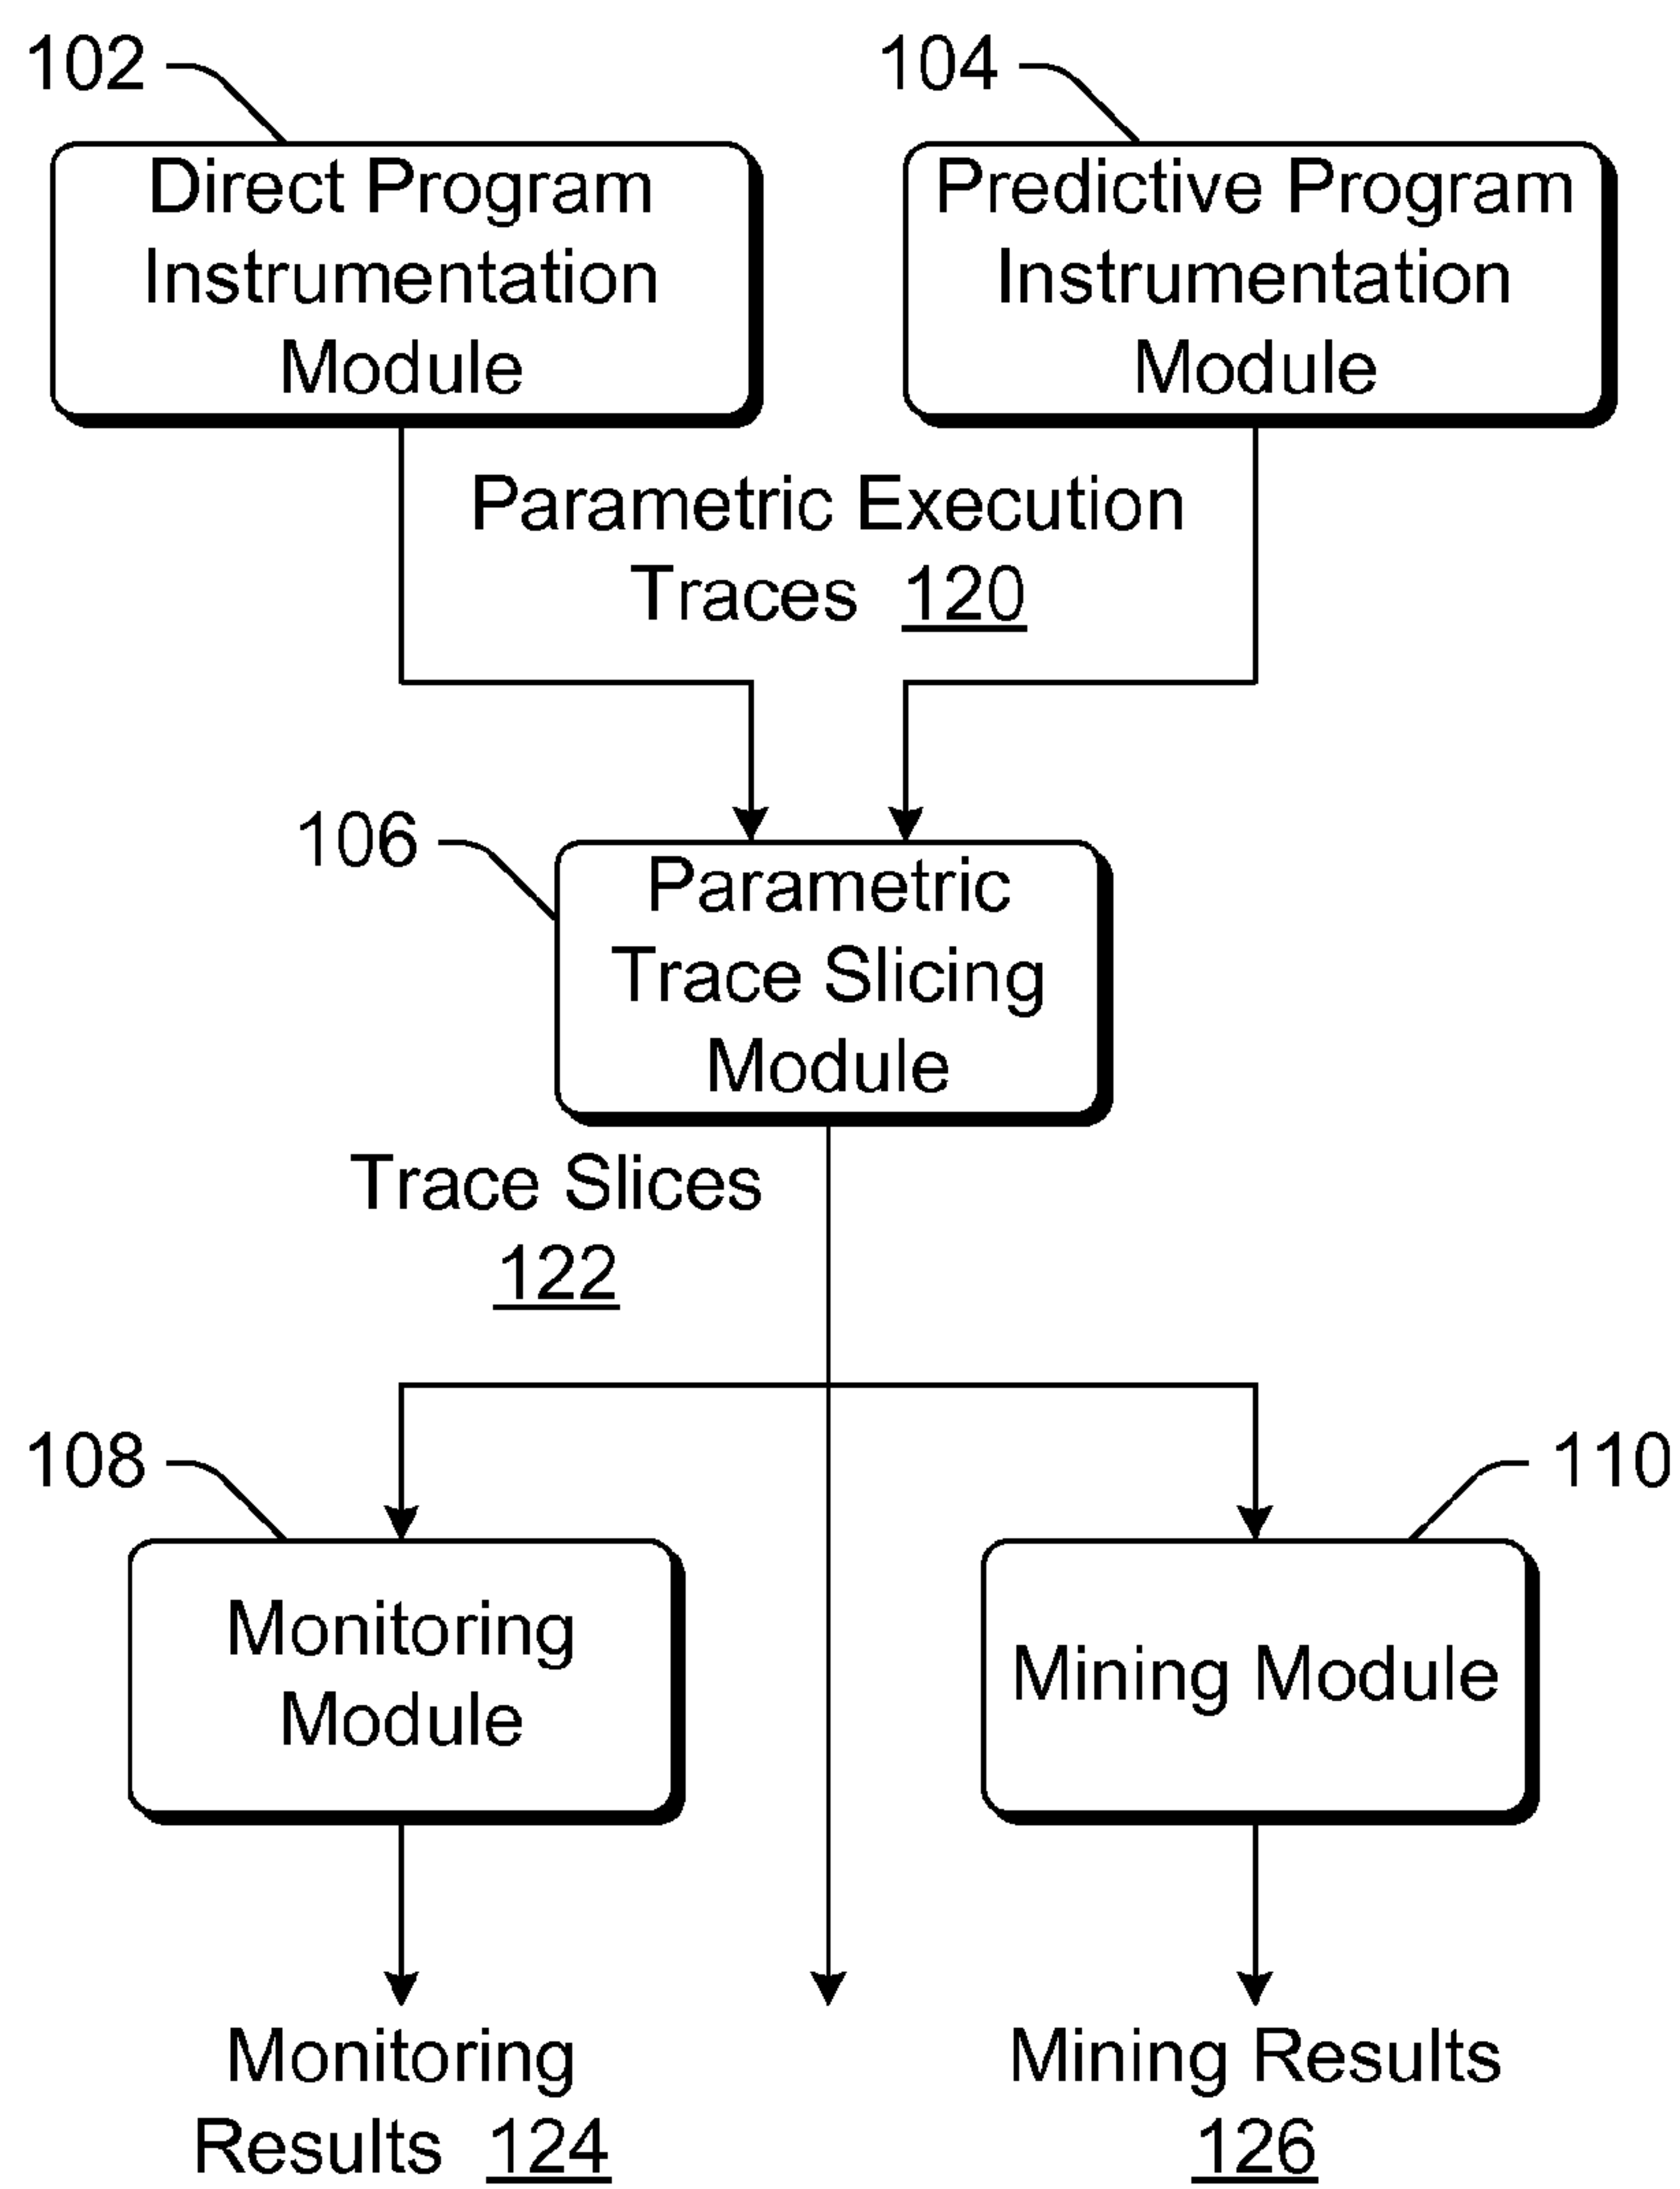 102
104
Direct Program
Instrumentation
Module
Predictive Program
Instrumentation
Module
Parametric Execution
Traces 120
106
Parametric
Trace Slicing
Module
Trace Slices
122
108
110
Monitoring
Module
Mining Module
Monitoring
Results 124
Mining Results
126